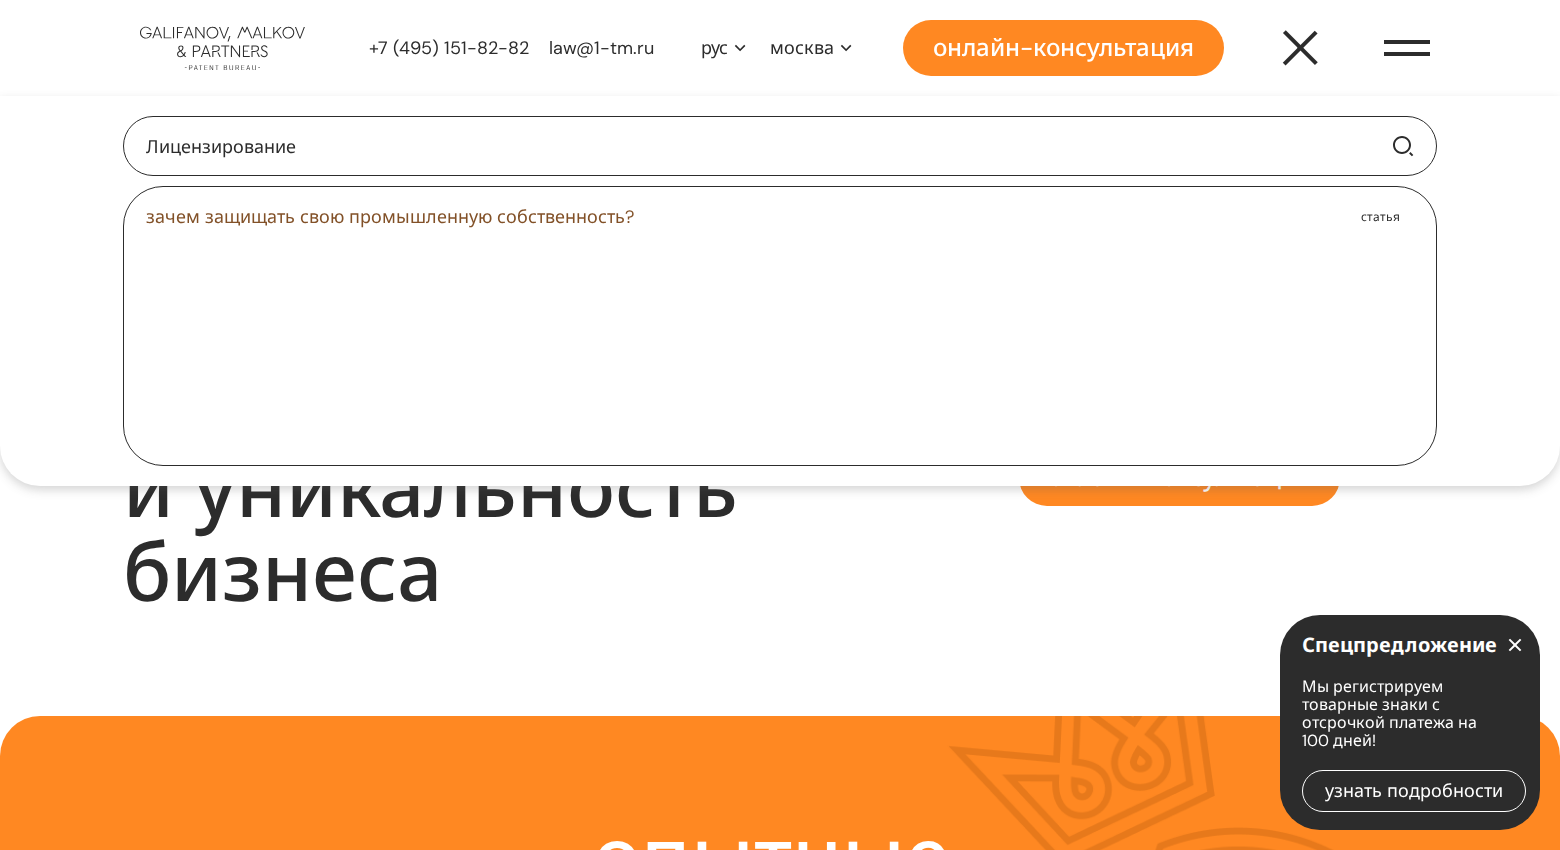 GALIFANOV, MALKOV
& PARTNERS
-PATENT BUREAU-
+7 (495) 151-82-82
law@1-tm.ru
рус
москва
онлайн-консультация
Лицензирование
зачем защищать свою промышленную собственность?
статья
и уникальность
бизнеса
Спецпредложение
Мы регистрируем
товарные знаки с
отсрочкой платежа на
100 дней!
узнать подробности
опытные